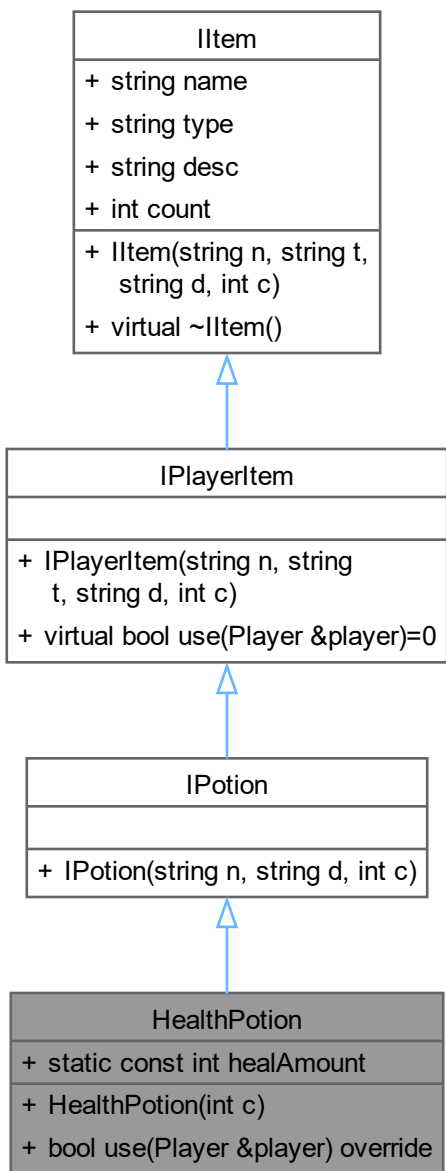 IItem
+ string name
+ string type
+ string desc
+ int count
+ IItem(string n, string t,
string d, int c)
+ virtual ~IItem()
IPlayerItem
+ IPlayerItem(string n, string
t, string d, int c)
+ virtual bool use(Player &player)=0
IPotion
+ IPotion(string n, string d, int c)
HealthPotion
+ static const int healAmount
+ HealthPotion(int c)
+ bool use(Player &player) override